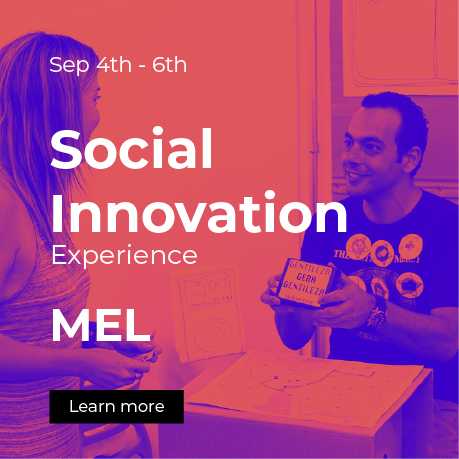 Sep 4th - 6th
Social
Innovation
Experience
MEL
Learn more
GENTILEZA
GERA
GENTILEZA